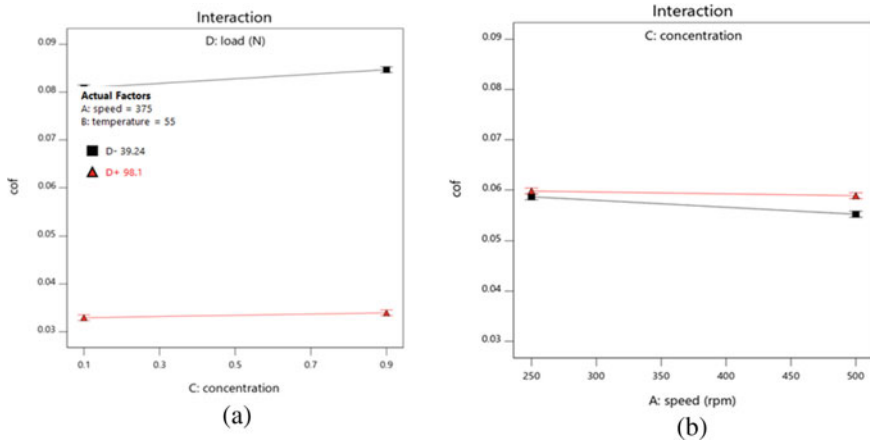 Interaction
D: load (N)
0.09
0.08
0.07
0.06
0.05
0.04
0.03
cof
Actual Factors
A: speed = 375
B: temperature = 55
D- 39.24
D+ 98.1
0.1 0.3 0.5 0.7 0.9
C: concentration
(a)
Interaction
C: concentration
0.09
0.08
0.07
0.06
0.05
0.04
0.03
cof
250 300 350 400 450 500
A: speed (rpm)
(b)